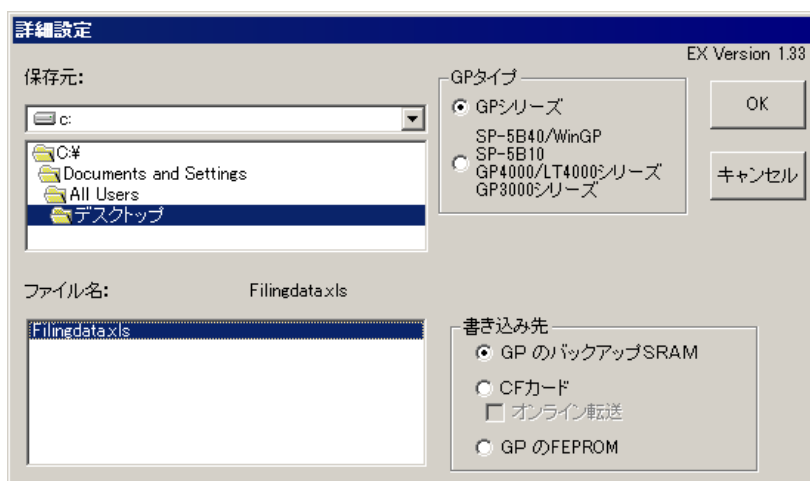 詳細設定
EX Version 1.33
保存元:
c:
C:¥
Documents and Settings
All Users
デスクトップ
GPタイプ
GPシリーズ
SP-5B40/WinGP
SP-5B10
GP4000/LT4000シリーズ
GP3000シリーズ
OK
キャンセル
ファイル名:
Filingdata.xls
Filingdata.xls
書き込み先
GP のバックアップSRAM
CFカード
オンライン転送
GP のFEPROM